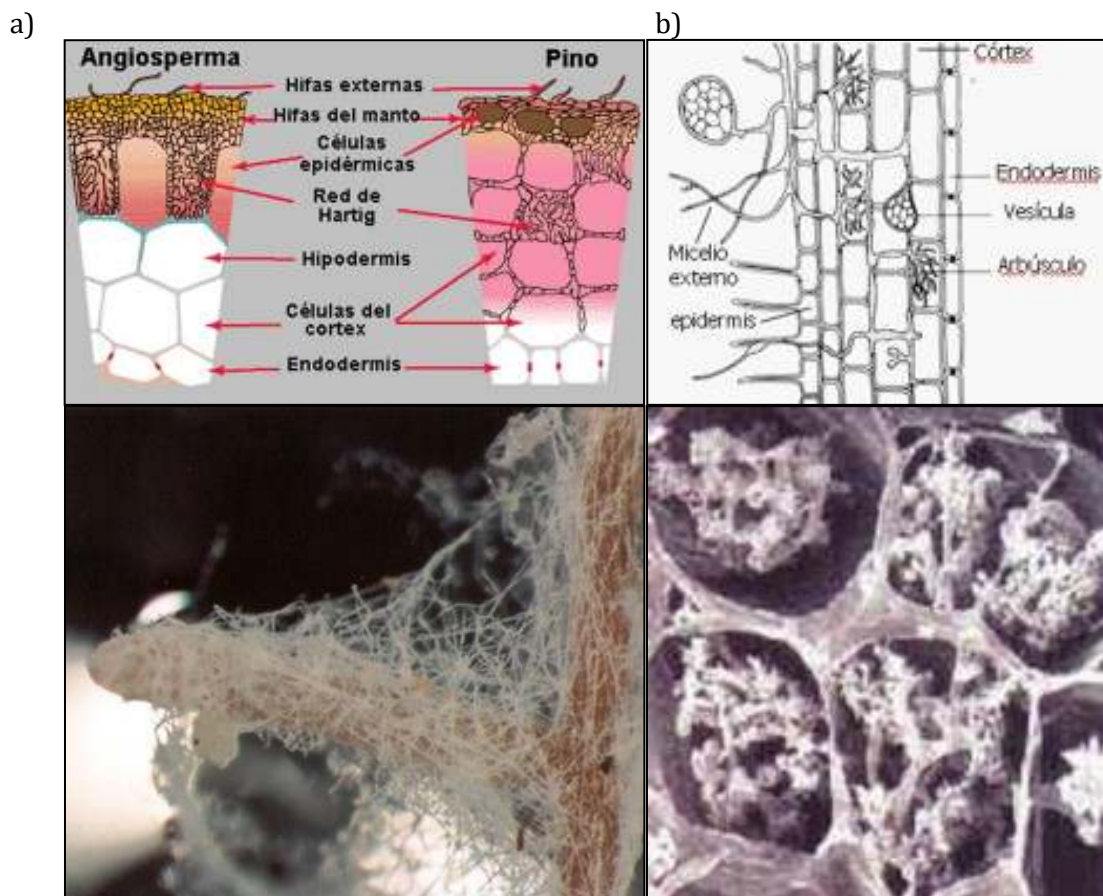 a)
b)
Angiosperma
Pino
Hifas externas
Hifas del manto
Células
epidérmicas
Red de
Hartig
Hipodermis
Células del
cortex
Endodermis
Córtex
Endodermis
Vesícula
Arbúsculo
Micelio
externo
epidermis